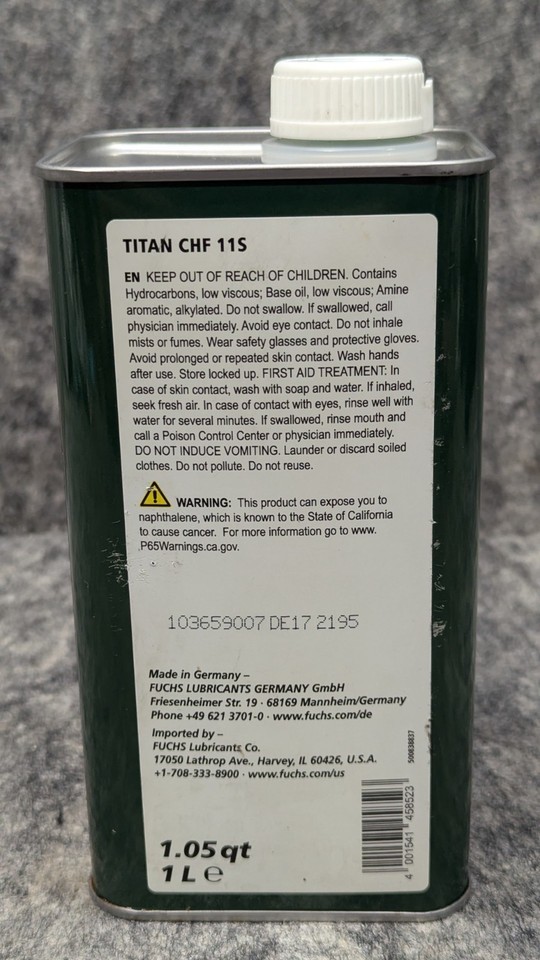 TITAN CHF 11S
EN KEEP OUT OF REACH OF CHILDREN. Contains
Hydrocarbons, low viscous; Base oil, low viscous; Amine
aromatic, alkylated. Do not swallow. If swallowed, call
physician immediately. Avoid eye contact. Do not inhale
mists or fumes. Wear safety glasses and protective gloves.
Avoid prolonged or repeated skin contact. Wash hands
after use. Store locked up. FIRST AID TREATMENT: In
case of skin contact, wash with soap and water. If inhaled,
seek fresh air. In case of contact with eyes, rinse well with
water for several minutes. If swallowed, rinse mouth and
call a Poison Control Center or physician immediately.
DO NOT INDUCE VOMITING. Launder or discard soiled
clothes. Do not pollute. Do not reuse.
WARNING: This product can expose you to
naphthalene, which is known to the State of California
to cause cancer. For more information go to www.
P65Warnings.ca.gov.
103659007 DE17 2195
Made in Germany –
FUCHS LUBRICANTS GERMANY GmbH
Friesenheimer Str. 19 · 68169 Mannheim/Germany
Phone +49 621 3701-0 · www.fuchs.com/de
Imported by –
FUCHS Lubricants Co.
17050 Lathrop Ave., Harvey, IL 60426, U.S.A.
+1-708-333-8900 · www.fuchs.com/us
500838837
4 001541 458523
1.05 qt
1 L ℮